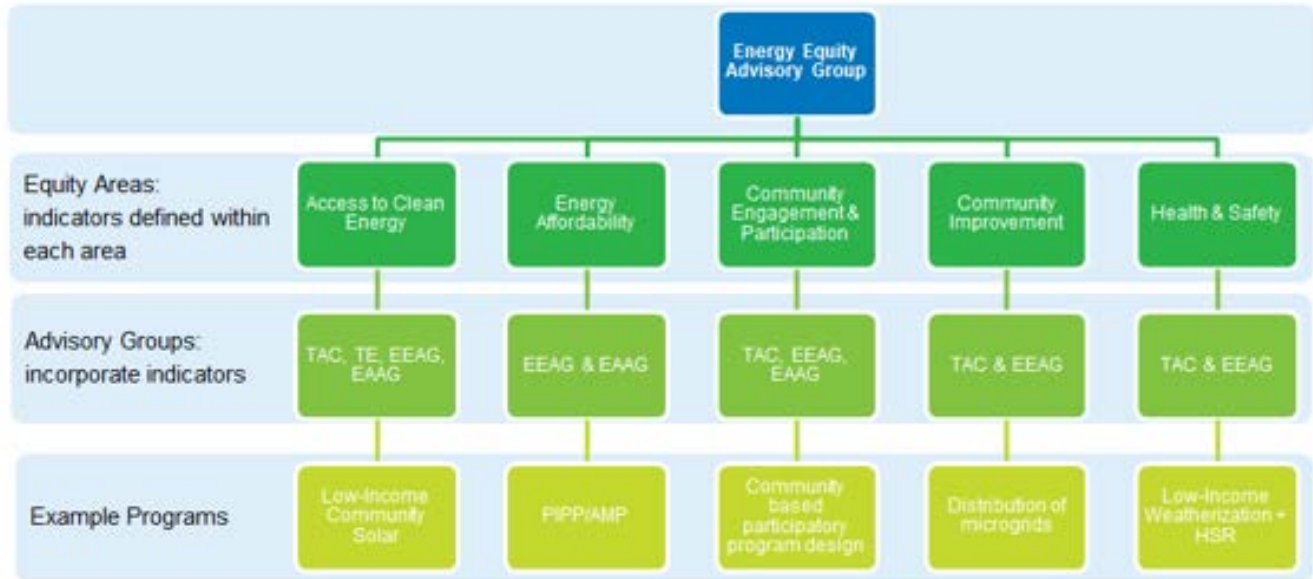 Energy Equity
Advisory Group
Equity Areas:
indicators defined within
each area
Access to Clean
Energy
Energy
Affordability
Community
Engagement &
Participation
Community
Improvement
Health & Safety
Advisory Groups:
incorporate indicators
TAC, TE, EEAG,
EAAG
EEAG & EAAG
TAC, EEAG,
EAAG
TAC & EEAG
TAC & EEAG
Example Programs
Low-Income
Community
Solar
PIPP/AMP
Community
based
participatory
program design
Distribution of
microgrids
Low-Income
Weatherization +
HSR